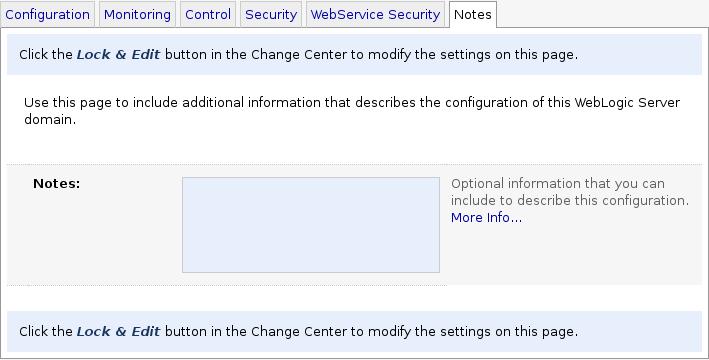 Configuration Monitoring Control Security WebService Security Notes
Click the Lock & Edit button in the Change Center to modify the settings on this page.
Use this page to include additional information that describes the configuration of this WebLogic Server
domain.
Notes:
Optional information that you can
include to describe this configuration.
More Info...
Click the Lock & Edit button in the Change Center to modify the settings on this page.